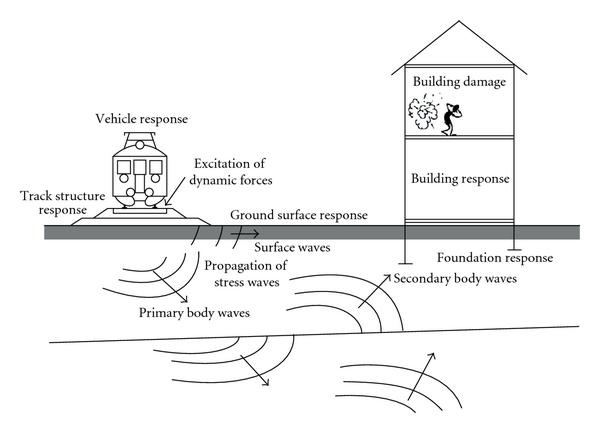 Building damage
Vehicle response
Excitation of
dynamic forces
Building response
Track structure
response
Ground surface response
Surface waves
Foundation response
Propagation of
stress waves
Secondary body waves
Primary body waves